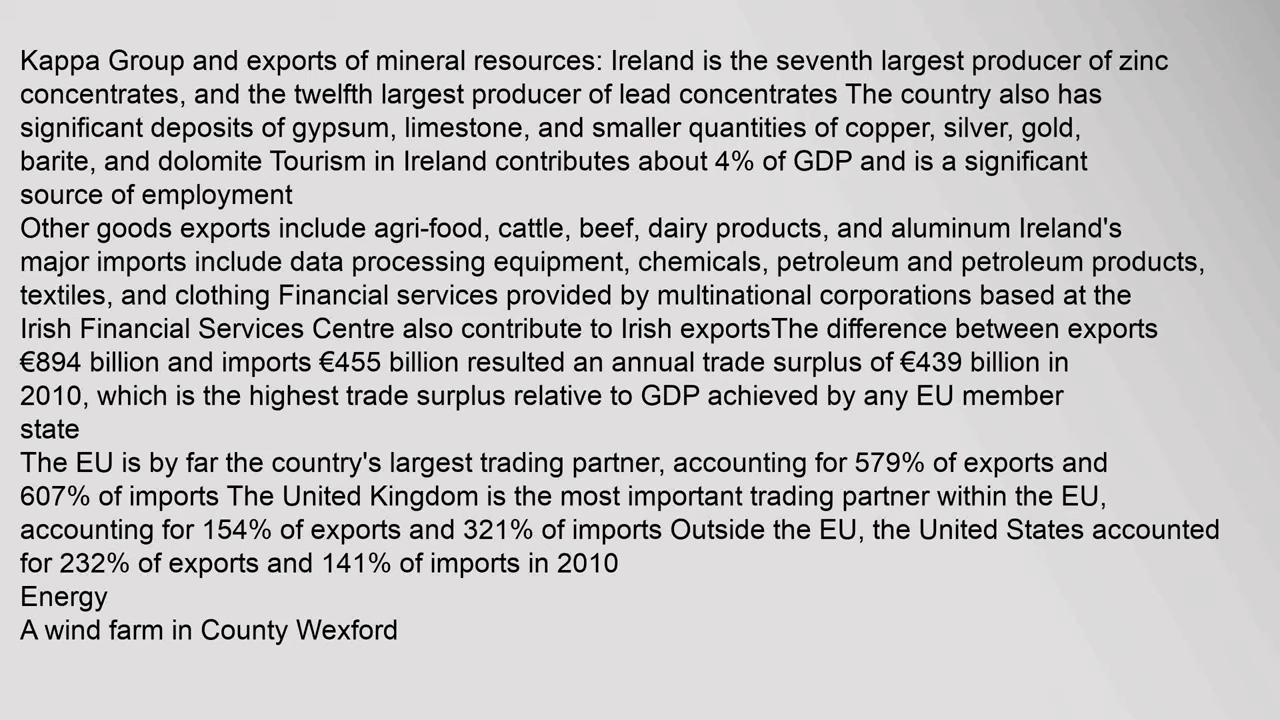 Kappa Group and exports of mineral resources: Ireland is the seventh largest producer of zinc
concentrates, and the twelfth largest producer of lead concentrates The country also has
significant deposits of gypsum, limestone, and smaller quantities of copper, silver, gold,
barite, and dolomite Tourism in Ireland contributes about 4% of GDP and is a significant
source of employment
Other goods exports include agri-food, cattle, beef, dairy products, and aluminum Ireland's
major imports include data processing equipment, chemicals, petroleum and petroleum products,
textiles, and clothing Financial services provided by multinational corporations based at the
Irish Financial Services Centre also contribute to Irish exportsThe difference between exports
€894 billion and imports €455 billion resulted an annual trade surplus of €439 billion in
2010, which is the highest trade surplus relative to GDP achieved by any EU member
state
The EU is by far the country's largest trading partner, accounting for 579% of exports and
607% of imports The United Kingdom is the most important trading partner within the EU,
accounting for 154% of exports and 321% of imports Outside the EU, the United States accounted
for 232% of exports and 141% of imports in 2010
Energy
A wind farm in County Wexford